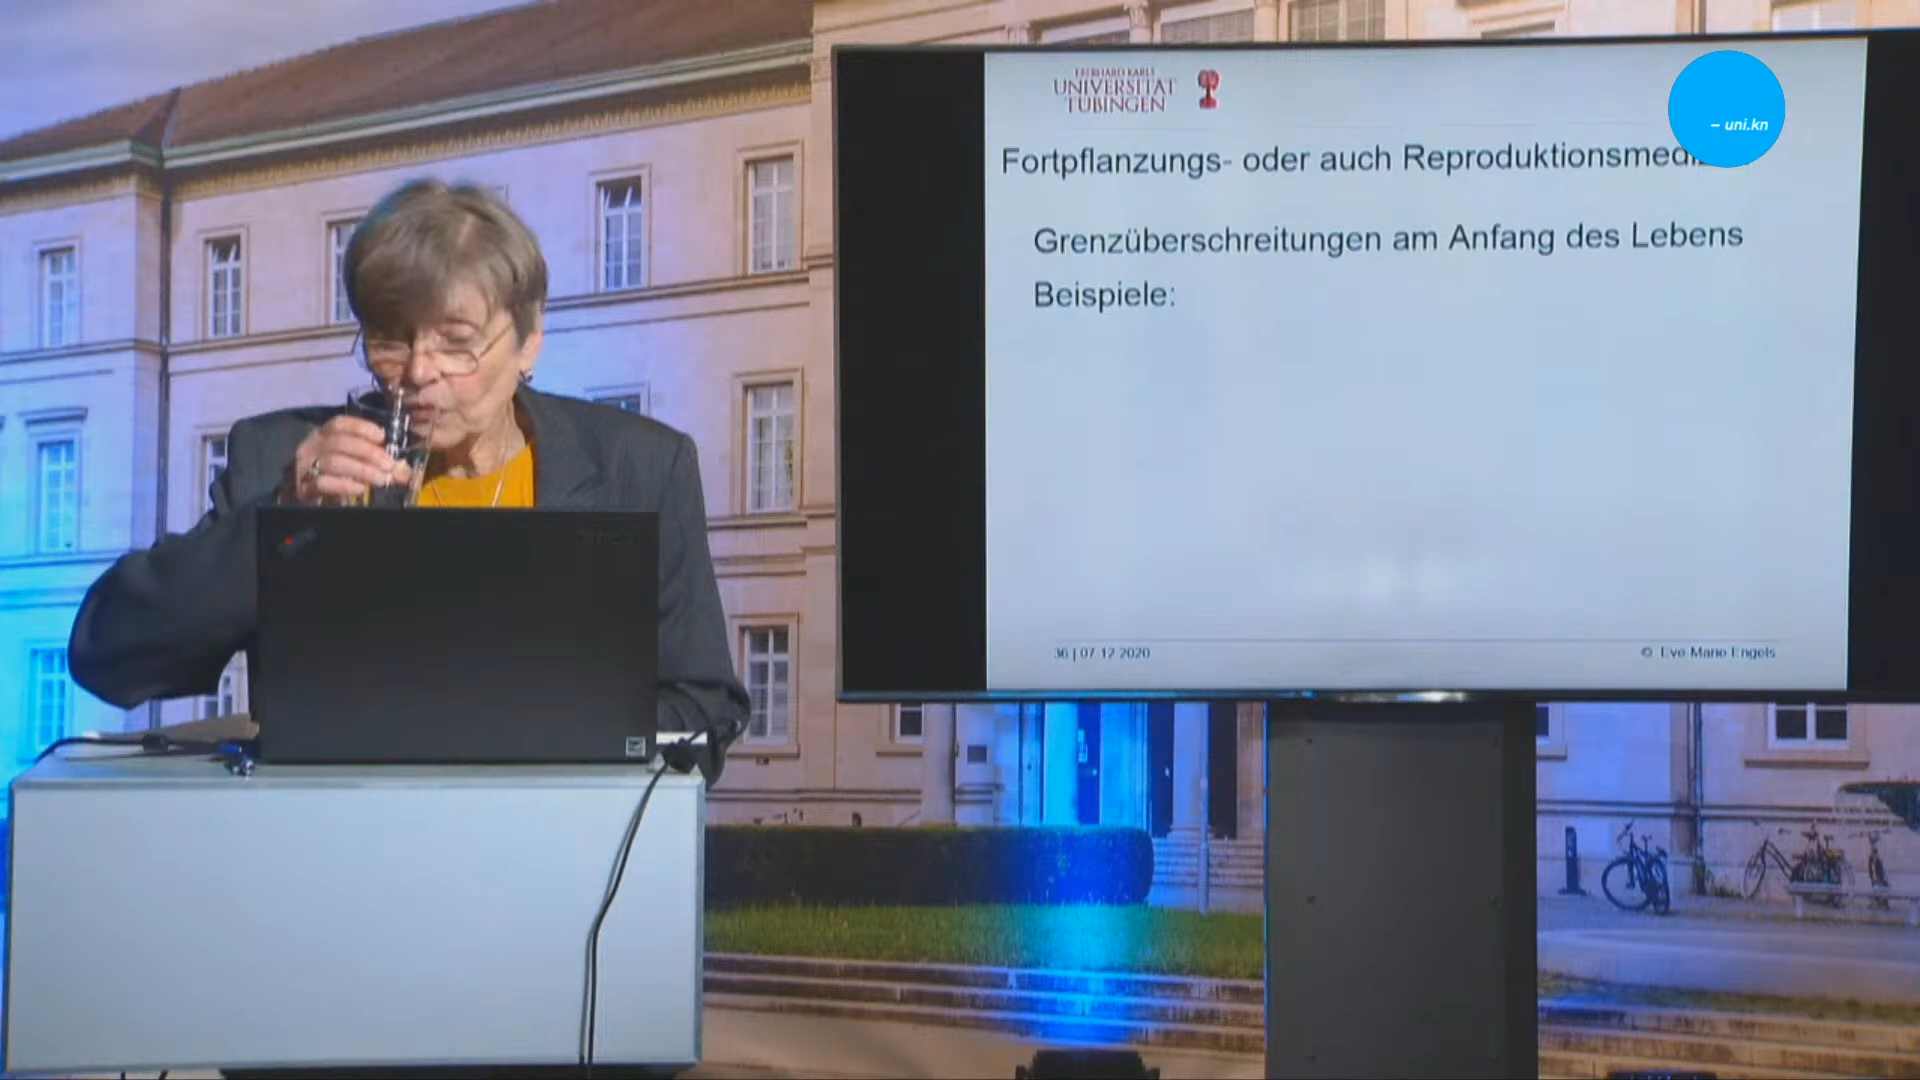 EBERHARD KARLS
UNIVERSITÄT
TÜBINGEN
– uni.kn
Fortpflanzungs- oder auch
Grenzüberschreitungen am Anfang des Lebens
Beispiele:
36 | 07.12.2020
© Eve-Marie Engels